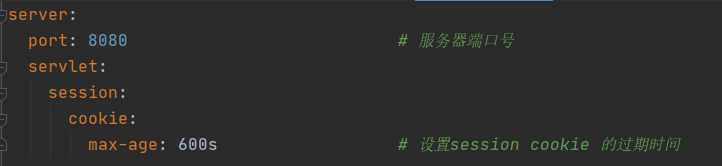 server:
  port: 8080                           # 服务器端口号
  servlet:
    session:
      cookie:
        max-age: 600s                  # 设置session cookie 的过期时间